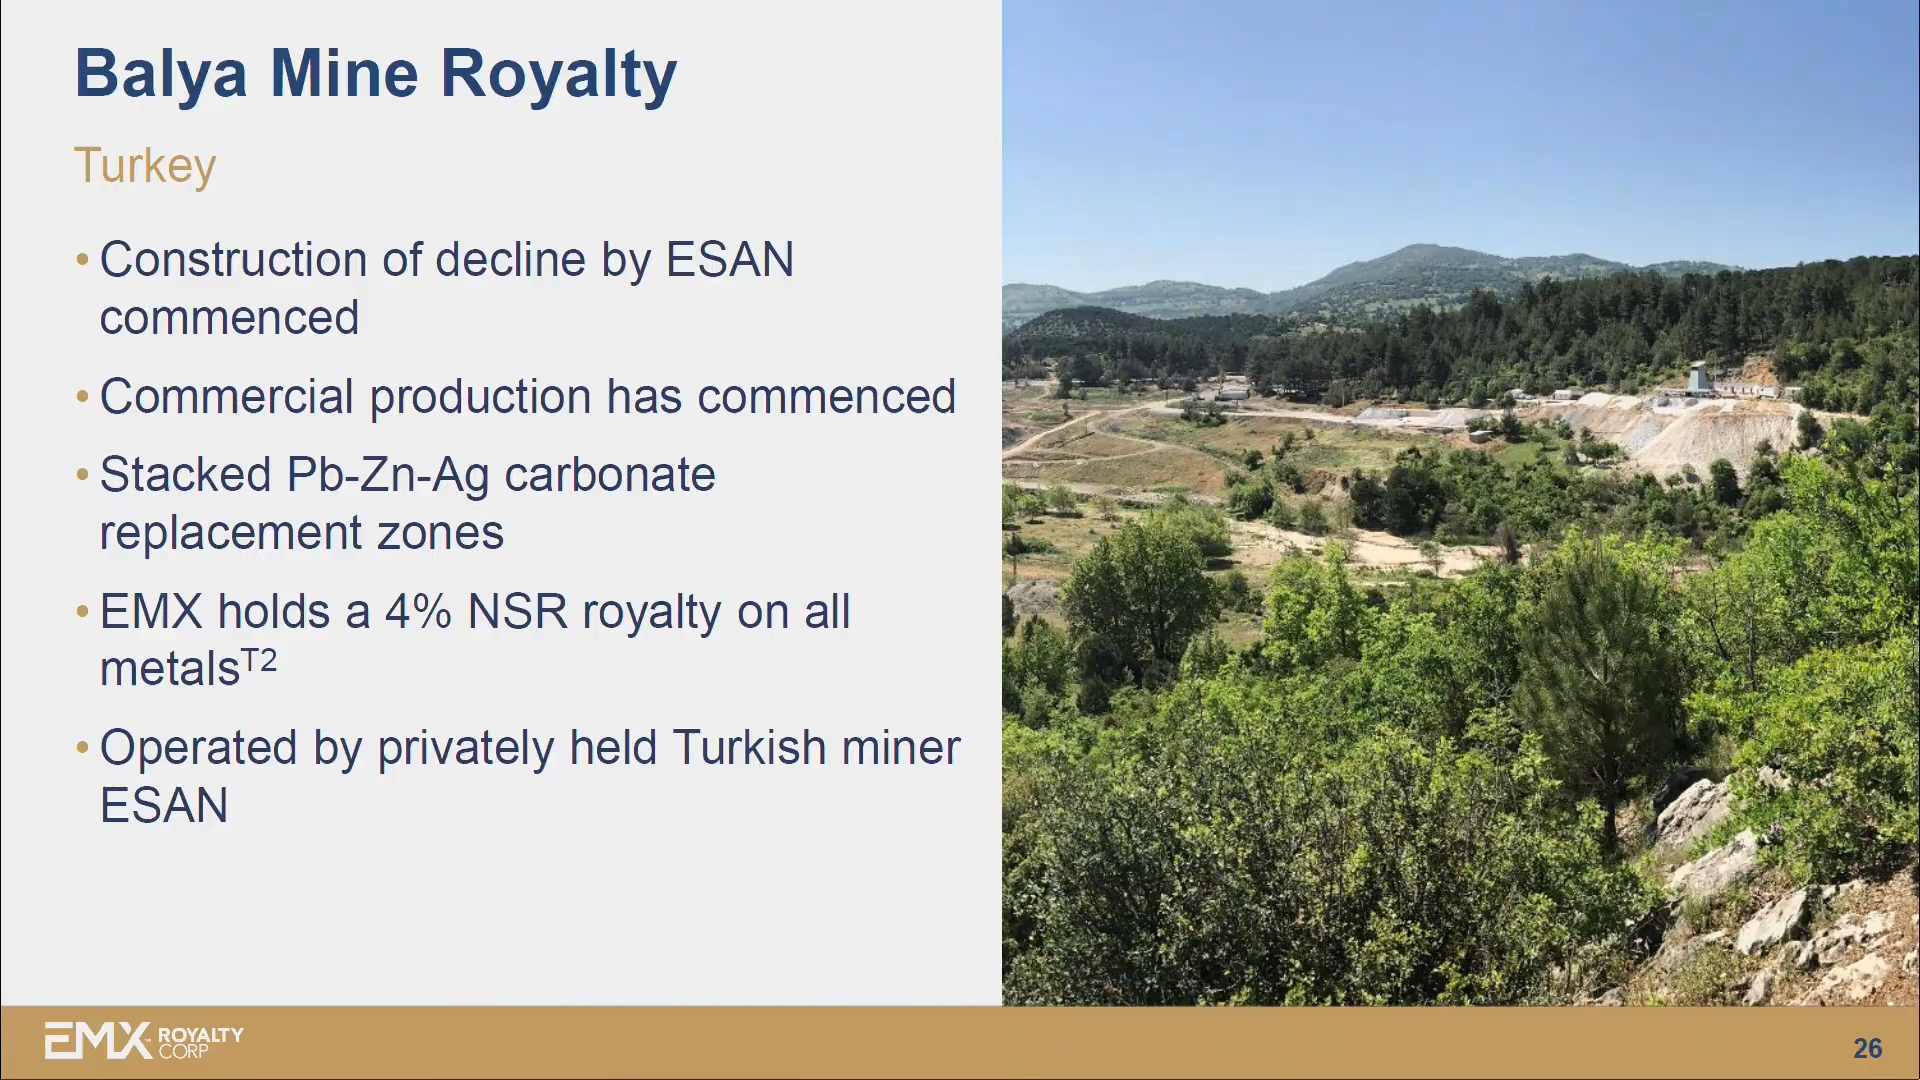 Balya Mine Royalty
Turkey
• Construction of decline by ESAN
commenced
• Commercial production has commenced
• Stacked Pb-Zn-Ag carbonate
replacement zones
• EMX holds a 4% NSR royalty on all
metalsT2
• Operated by privately held Turkish miner
ESAN
EMX ROYALTY
CORP
26